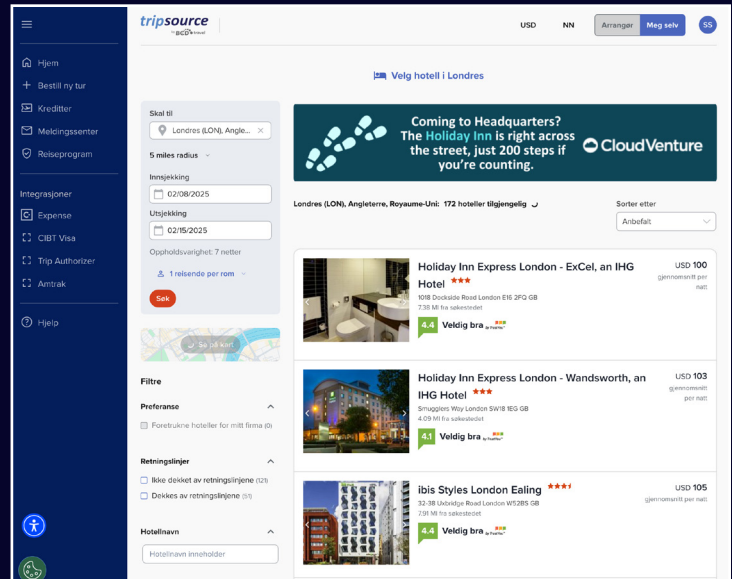 tripsource
by BCD travel
USD
NN
Arrangør
Meg selv
SS
Hjem
Bestill ny tur
Kreditter
Meldingssenter
Reiseprogram
Integrasjoner
Expense
CIBT Visa
Trip Authorizer
Amtrak
Hjelp
Velg hotell i Londres
Skal til
Londres (LON), Angle...
5 miles radius
Innsjekking
02/08/2025
Utsjekking
02/15/2025
Oppholdsvarighet: 7 netter
1 reisende per rom
Søk
Se på kart
Filtre
Preferanse
Foretrukne hoteller for mitt firma (0)
Retningslinjer
Ikke dekket av retningslinjene (121)
Dekkes av retningslinjene (51)
Hotellnavn
Hotellnavn inneholder
Coming to Headquarters?
The Holiday Inn is right across
the street, just 200 steps if
you're counting.
CloudVenture
Londres (LON), Angleterre, Royaume-Uni: 172 hoteller tilgjengelig
Sorter etter
Anbefalt
Holiday Inn Express London - ExCel, an IHG
Hotel
1018 Dockside Road London E16 2FQ GB
7.38 MI fra søkestedet
4.4 Veldig bra
USD 100
gjennomsnitt per
natt
Holiday Inn Express London - Wandsworth, an
IHG Hotel
Smugglers Way London SW18 1EG GB
4.09 MI fra søkestedet
4.1 Veldig bra
USD 103
gjennomsnitt
per natt
ibis Styles London Ealing
32-38 Uxbridge Road London W52BS GB
7.91 MI fra søkestedet
4.4 Veldig bra
USD 105
gjennomsnitt per natt